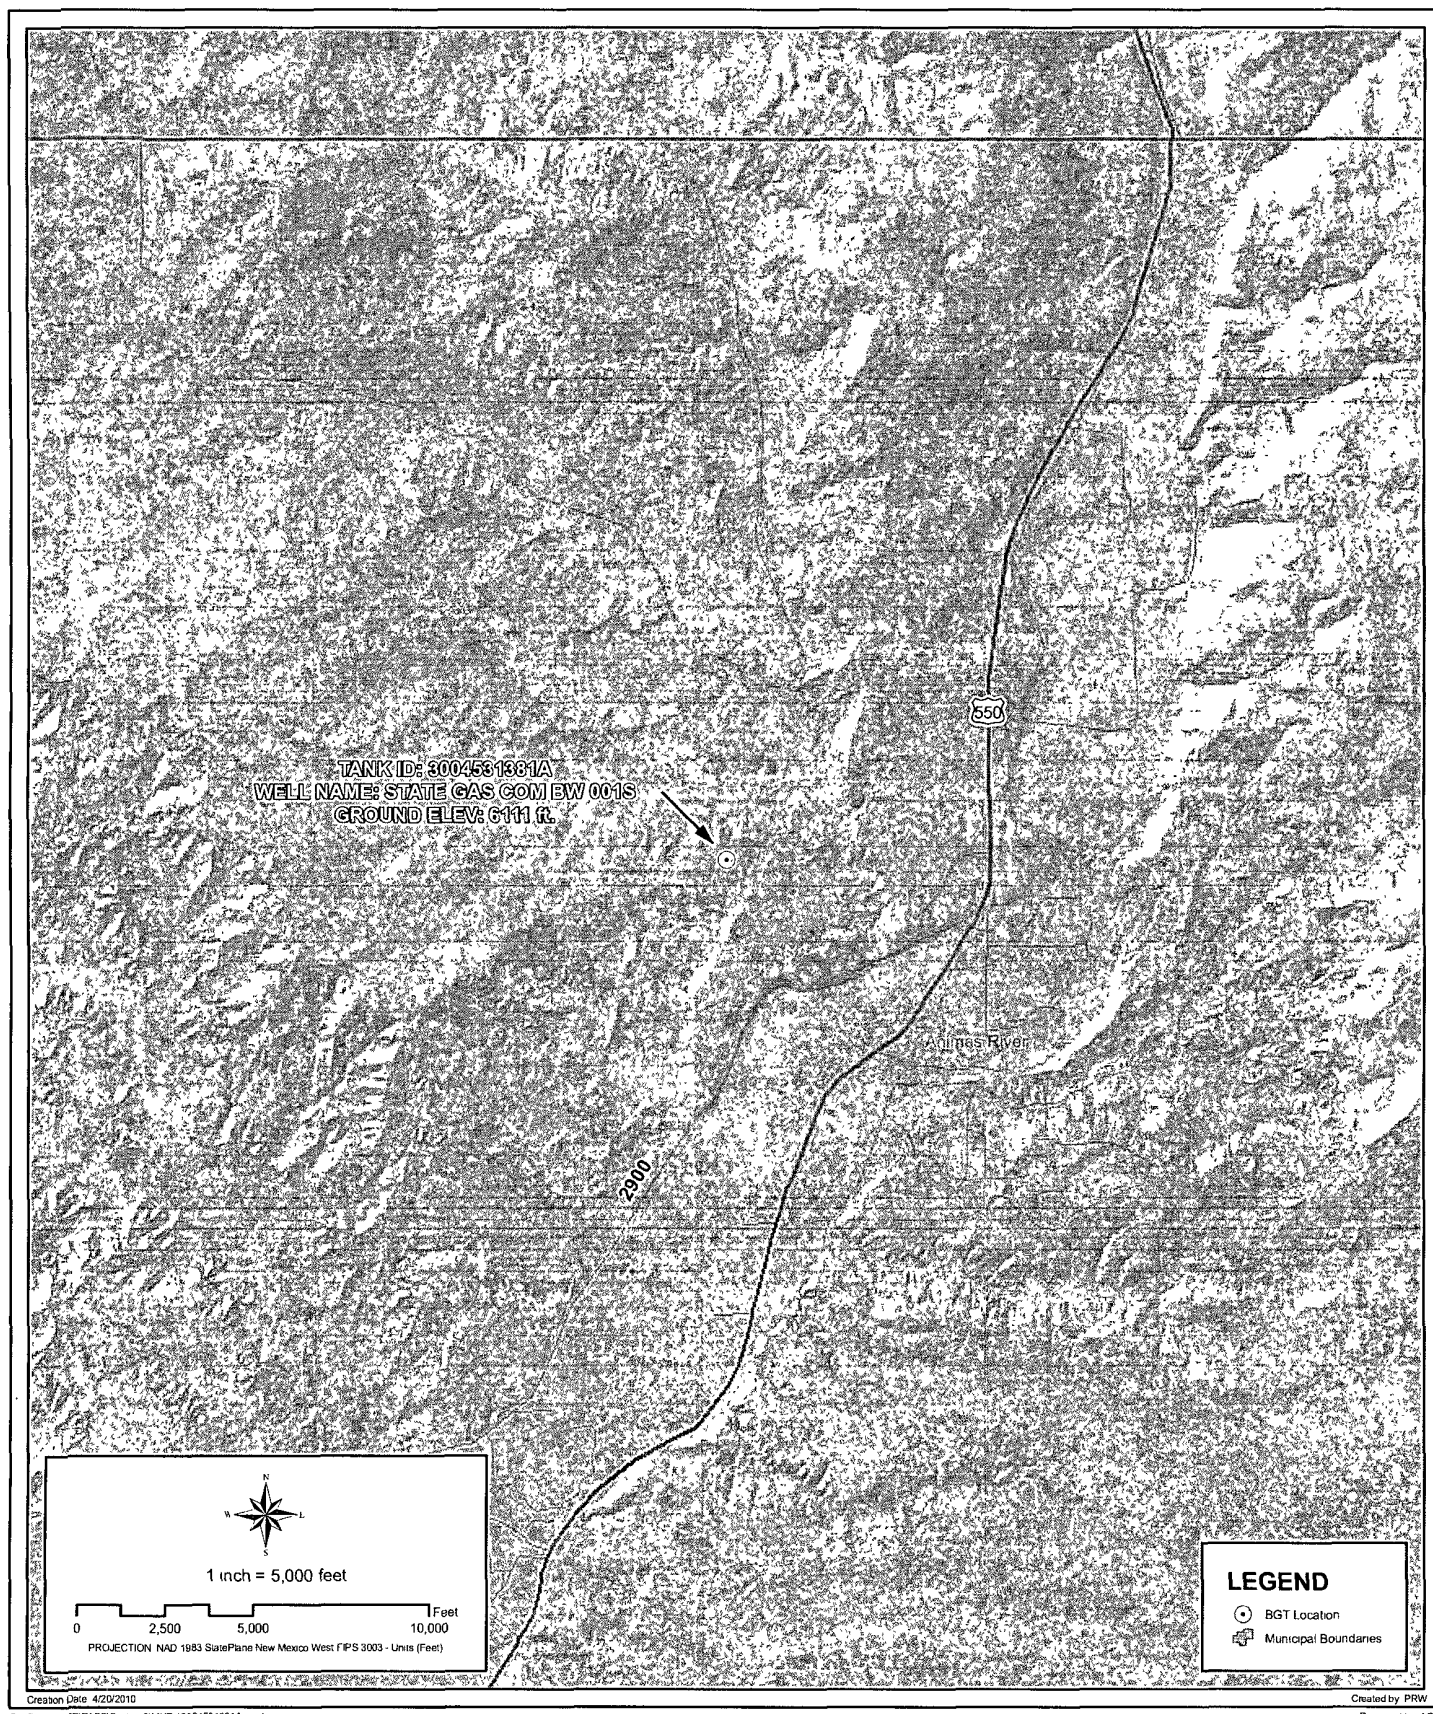 550
TANK ID: 3004531381A
WELL NAME: STATE GAS COM BW 001S
GROUND ELEV: 6111 ft.
Animas River
2900
N
W
S
1 inch = 5,000 feet
Feet
0 2,500 5,000 10,000
PROJECTION NAD 1983 StatePlane New Mexico West FIPS 3003 - Units (Feet)
LEGEND
BGT Location
Municipal Boundaries
Creation Date 4/20/2010
Created by PRW